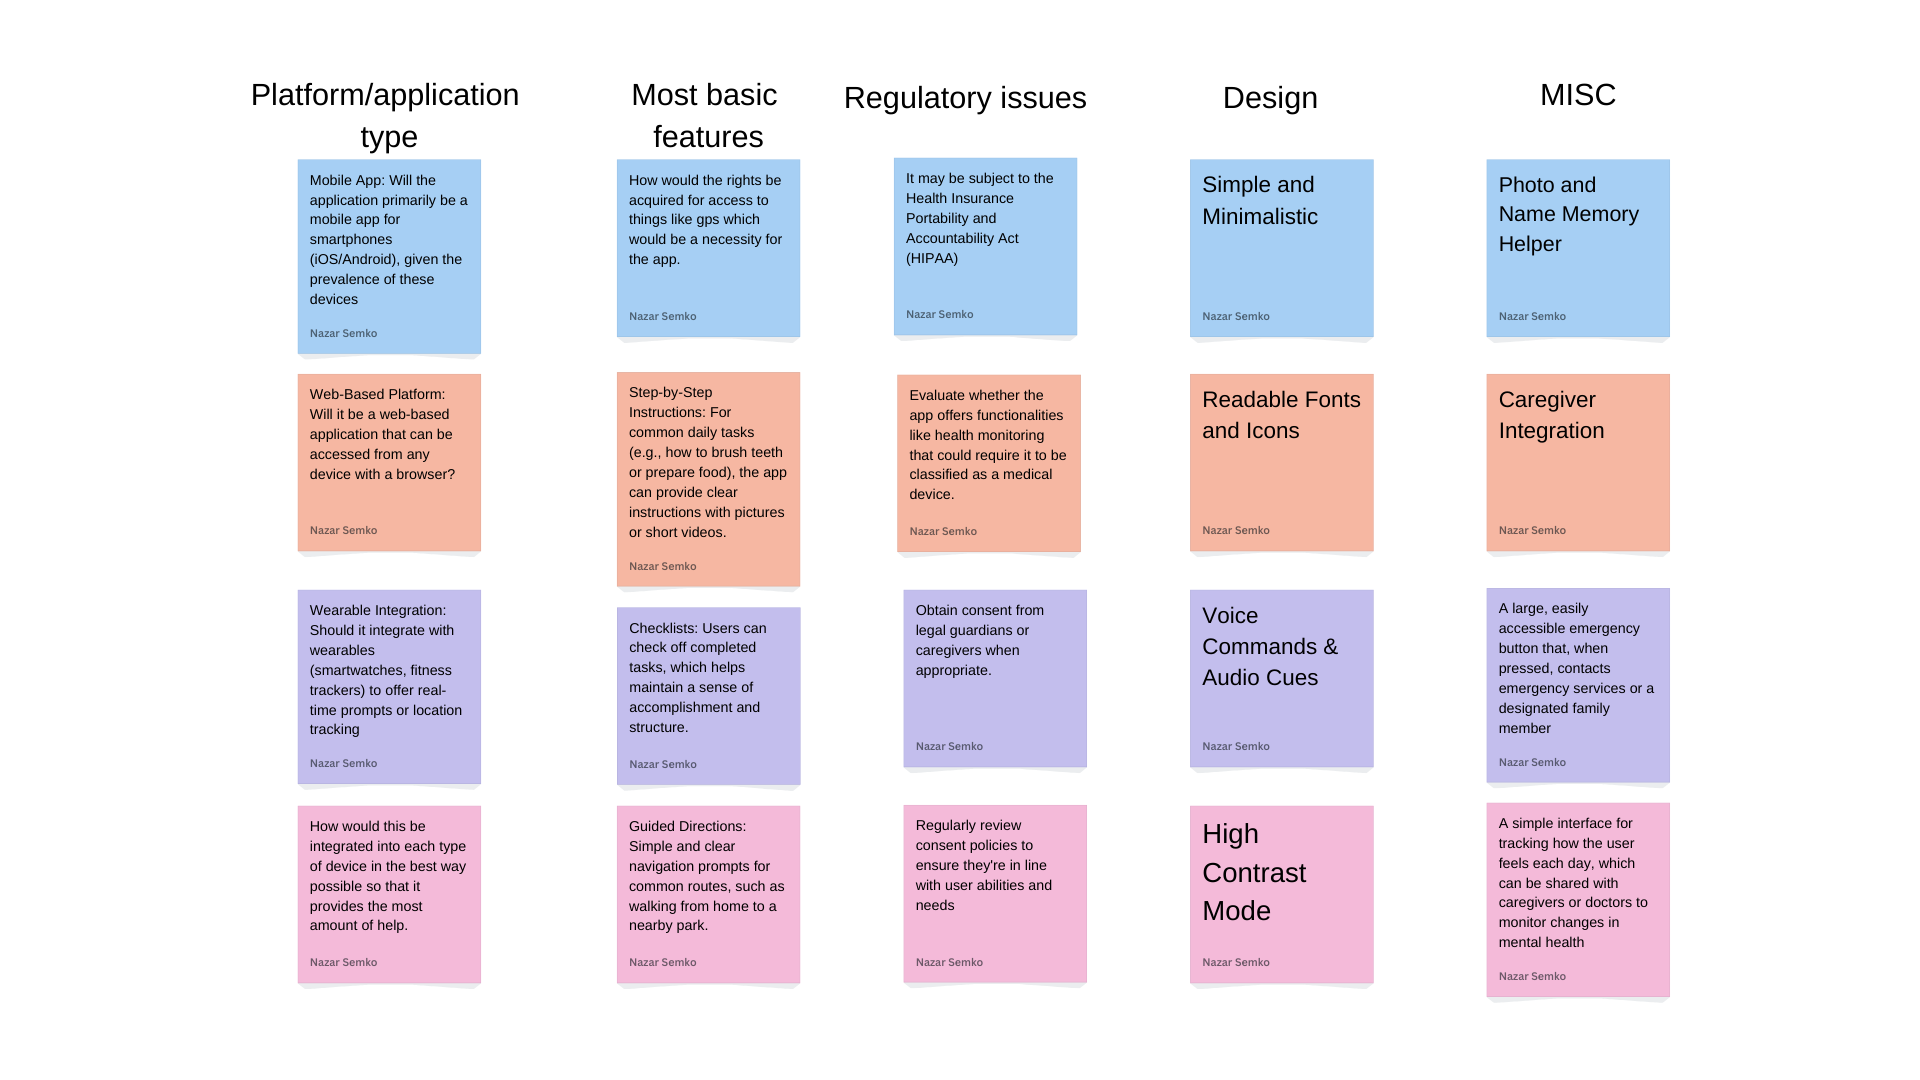 Platform/application
type
Mobile App: Will the
application primarily be a
mobile app for
smartphones
(iOS/Android), given the
prevalence of these
devices
Nazar Semko
Web-Based Platform:
Will it be a web-based
application that can be
accessed from any
device with a browser?
Nazar Semko
Wearable Integration:
Should it integrate with
wearables
(smartwatches, fitness
trackers) to offer real-
time prompts or location
tracking
Nazar Semko
How would this be
integrated into each type
of device in the best way
possible so that it
provides the most
amount of help.
Nazar Semko
Most basic
features
How would the rights be
acquired for access to
things like gps which
would be a necessity for
the app.
Nazar Semko
Step-by-Step
Instructions: For
common daily tasks
(e.g., how to brush teeth
or prepare food), the app
can provide clear
instructions with pictures
or short videos.
Nazar Semko
Checklists: Users can
check off completed
tasks, which helps
maintain a sense of
accomplishment and
structure.
Nazar Semko
Guided Directions:
Simple and clear
navigation prompts for
common routes, such as
walking from home to a
nearby park.
Nazar Semko
Regulatory issues
It may be subject to the
Health Insurance
Portability and
Accountability Act
(HIPAA)
Nazar Semko
Evaluate whether the
app offers functionalities
like health monitoring
that could require it to be
classified as a medical
device.
Nazar Semko
Obtain consent from
legal guardians or
caregivers when
appropriate.
Nazar Semko
Regularly review
consent policies to
ensure they're in line
with user abilities and
needs
Nazar Semko
Design
Simple and
Minimalistic
Nazar Semko
Readable Fonts
and Icons
Nazar Semko
Voice
Commands &
Audio Cues
Nazar Semko
High
Contrast
Mode
Nazar Semko
MISC
Photo and
Name Memory
Helper
Nazar Semko
Caregiver
Integration
Nazar Semko
A large, easily
accessible emergency
button that, when
pressed, contacts
emergency services or a
designated family
member
Nazar Semko
A simple interface for
tracking how the user
feels each day, which
can be shared with
caregivers or doctors to
monitor changes in
mental health
Nazar Semko